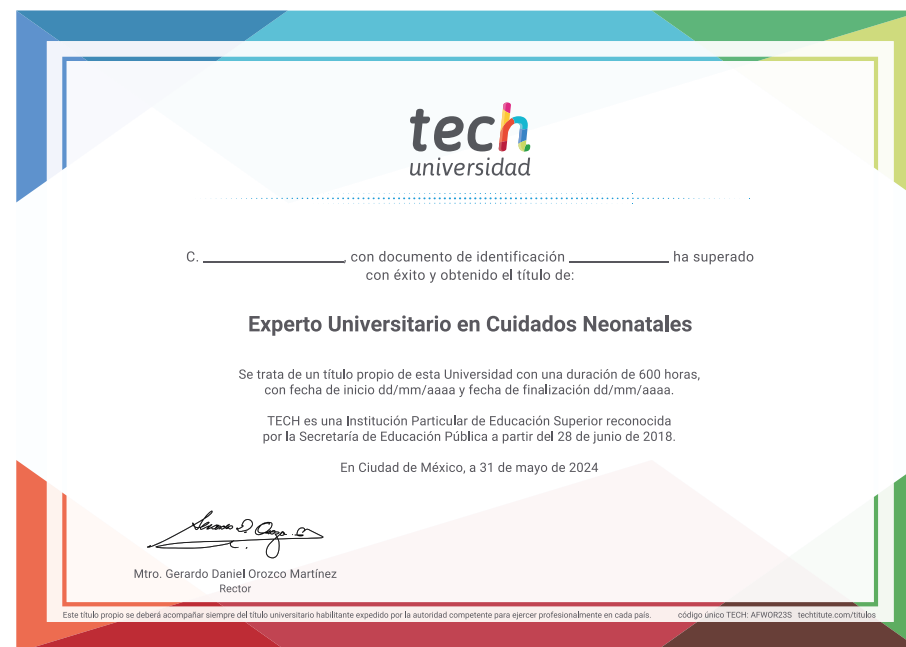 tech
universidad
C. ____________, con documento de identificación ____________ ha superado
con éxito y obtenido el título de:
Experto Universitario en Cuidados Neonatales
Se trata de un título propio de esta Universidad con una duración de 600 horas,
con fecha de inicio dd/mm/aaaa y fecha de finalización dd/mm/aaaa.
TECH es una Institución Particular de Educación Superior reconocida
por la Secretaría de Educación Pública a partir del 28 de junio de 2018.
En Ciudad de México, a 31 de mayo de 2024
Mtro. Gerardo Daniel Orozco Martínez
Rector
Este título propio se deberá acompañar siempre del título universitario habilitante expedido por la autoridad competente para ejercer profesionalmente en cada país. código único TECH: AFWOR23S techtitute.com/titulos